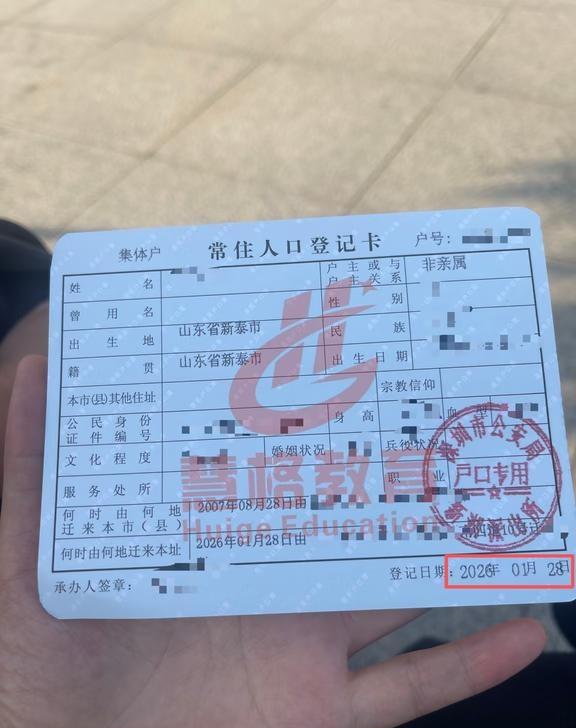 集体户 常住人口登记卡 户号:
姓名 户主或与户主关系 非亲属
曾用名 性别
出生地 山东省新泰市 民族
籍贯 山东省新泰市 出生日期
本市(县)其他住址 宗教信仰
公民身份证件编号 身高 血型
文化程度 婚姻状况 兵役状况
服务处所 职业
何时由何地迁来本市(县) 2007年08月28日由
何时由何地迁来本址 2026年01月28日由
承办人签章: 登记日期: 2026年 01月 28日
深圳市公安局
户口专用
慧格教育
Huige Education